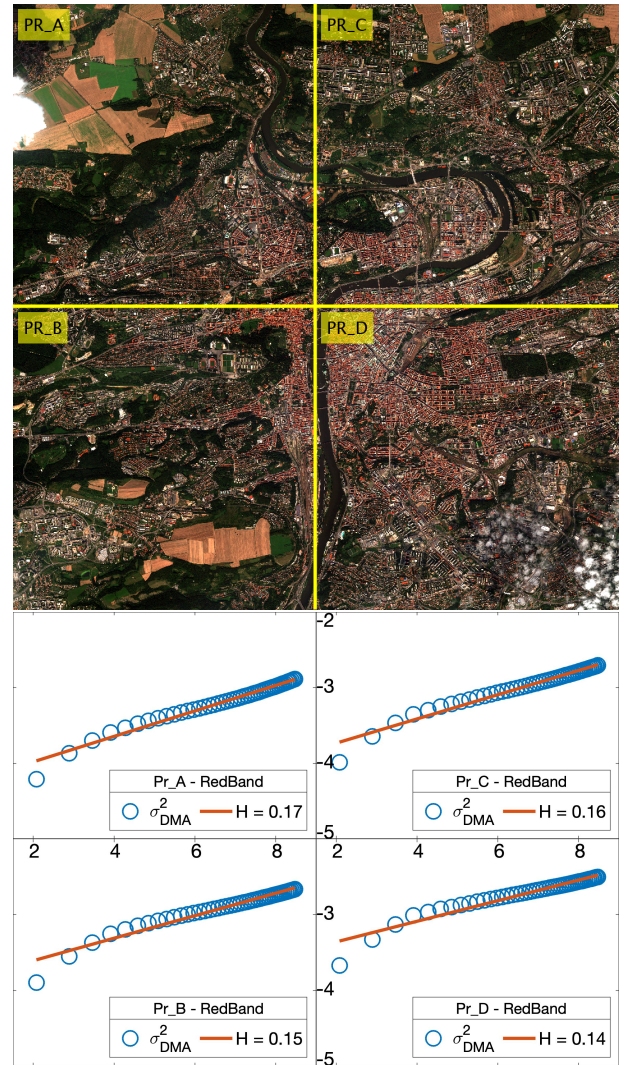 PR_A
PR_C
PR_B
PR_D
-2
-3
-4
-5
Pr_A - RedBand
σ²DMA H = 0.17
Pr_C - RedBand
σ²DMA H = 0.16
2 4 6 8 2 4 6 8
-3
-4
-5
Pr_B - RedBand
σ²DMA H = 0.15
Pr_D - RedBand
σ²DMA H = 0.14